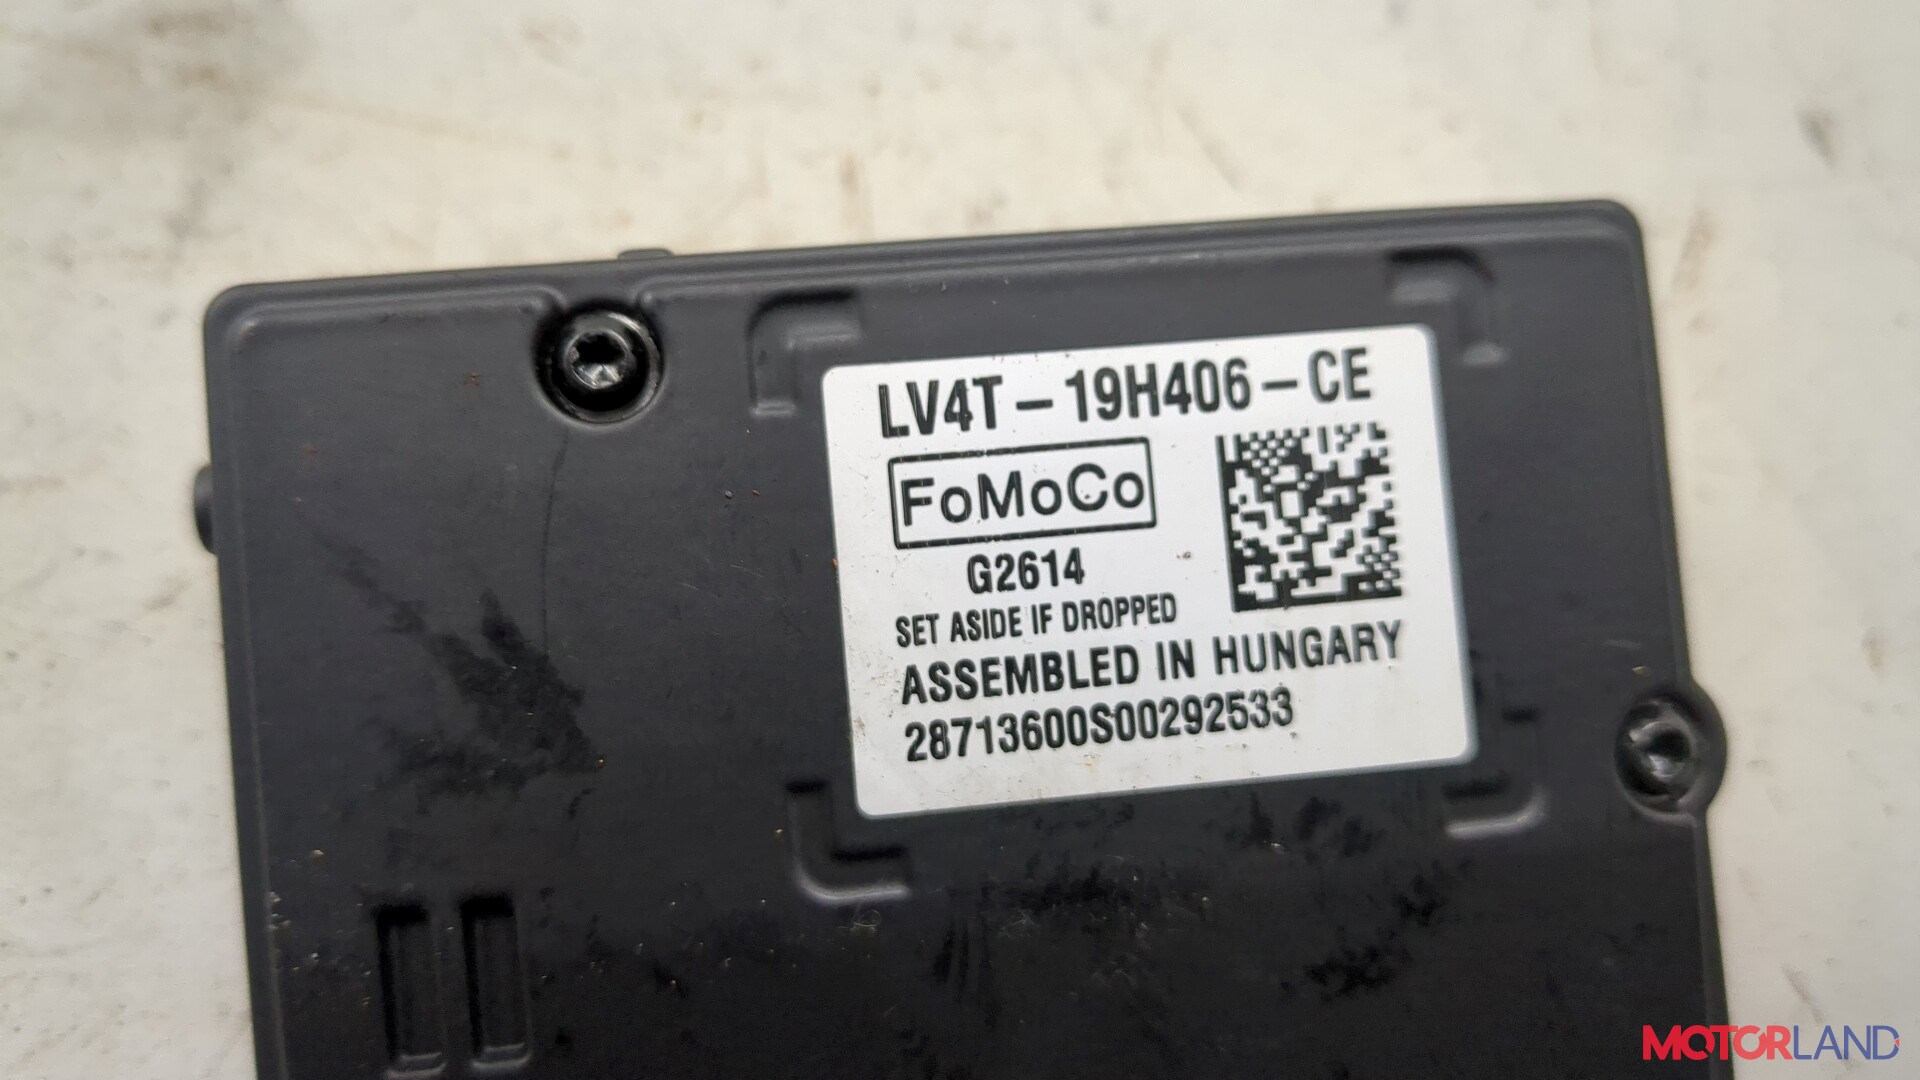 LV4T-19H406-CE
FoMoCo
G2614
SET ASIDE IF DROPPED
ASSEMBLED IN HUNGARY
28713600S00292533
MOTORLAND